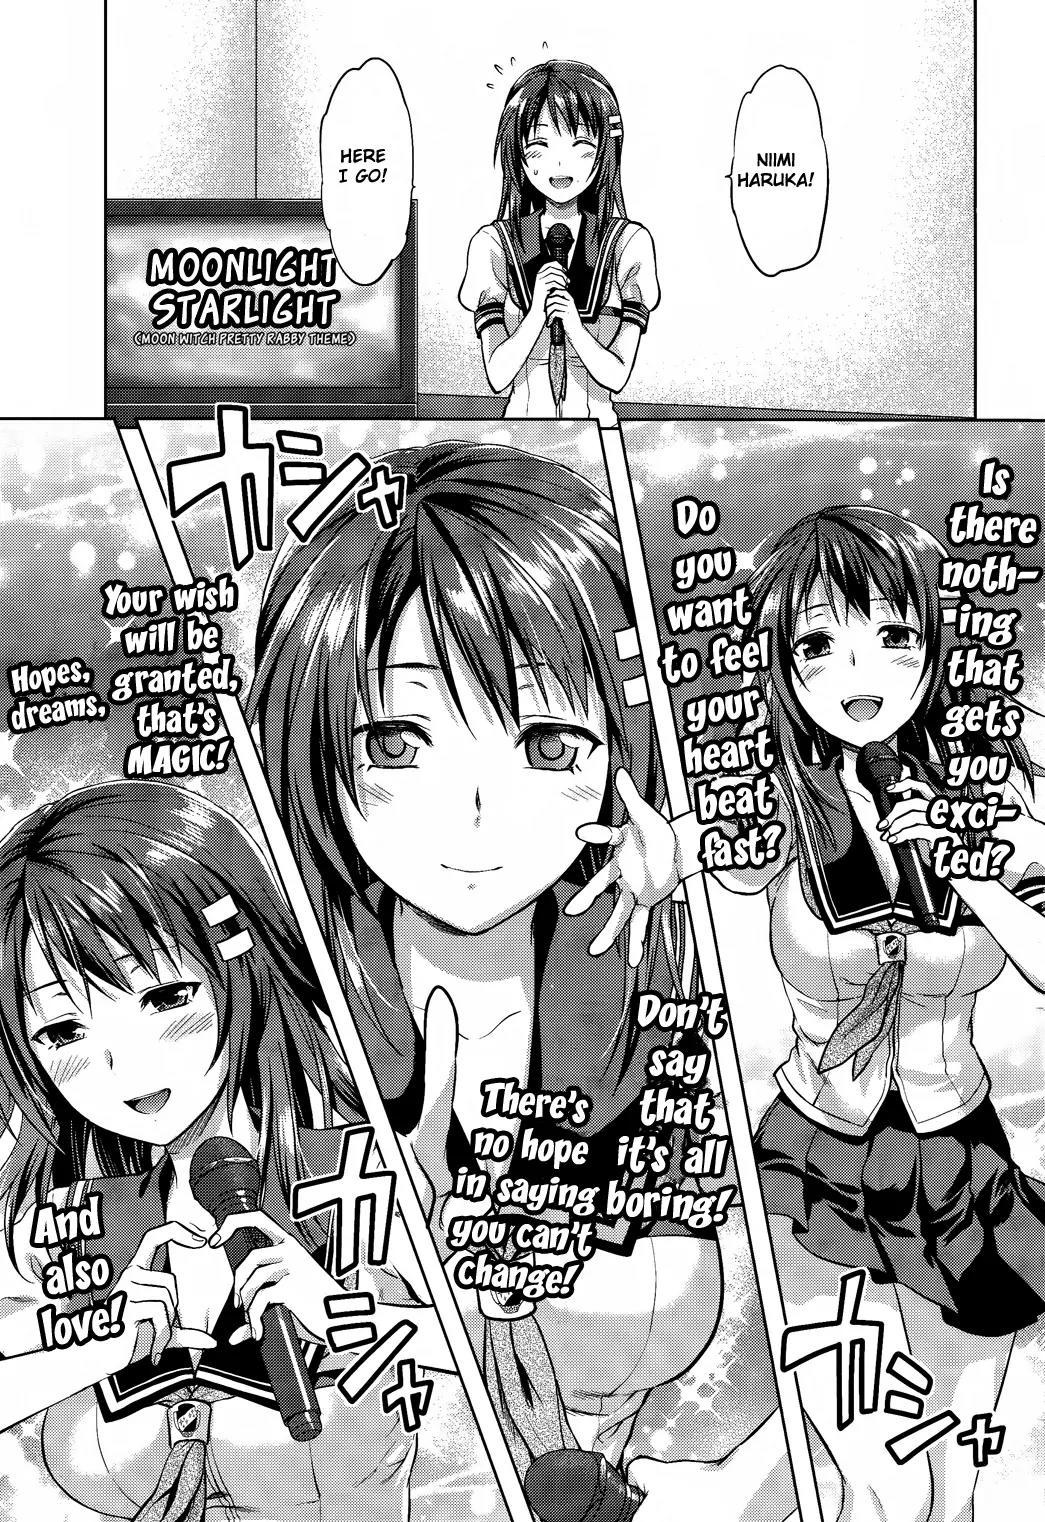 NIIMI
HARUKA!
HERE
I GO!
MOONLIGHT
STARLIGHT
(MOON WITCH PRETTY RABBY THEME)
Is
there
noth-
-ing
that
gets
you
exci-
ted?
Do
you
want
to feel
your
heart
beat
fast?
カシャ
Don't
say
that
it's all
boring!
There's
no hope
in saying
you can't
change!
カシャ
Your wish
will be
granted,
that's
MAGIC!
Hopes,
dreams,
And
also
love!
カシャ